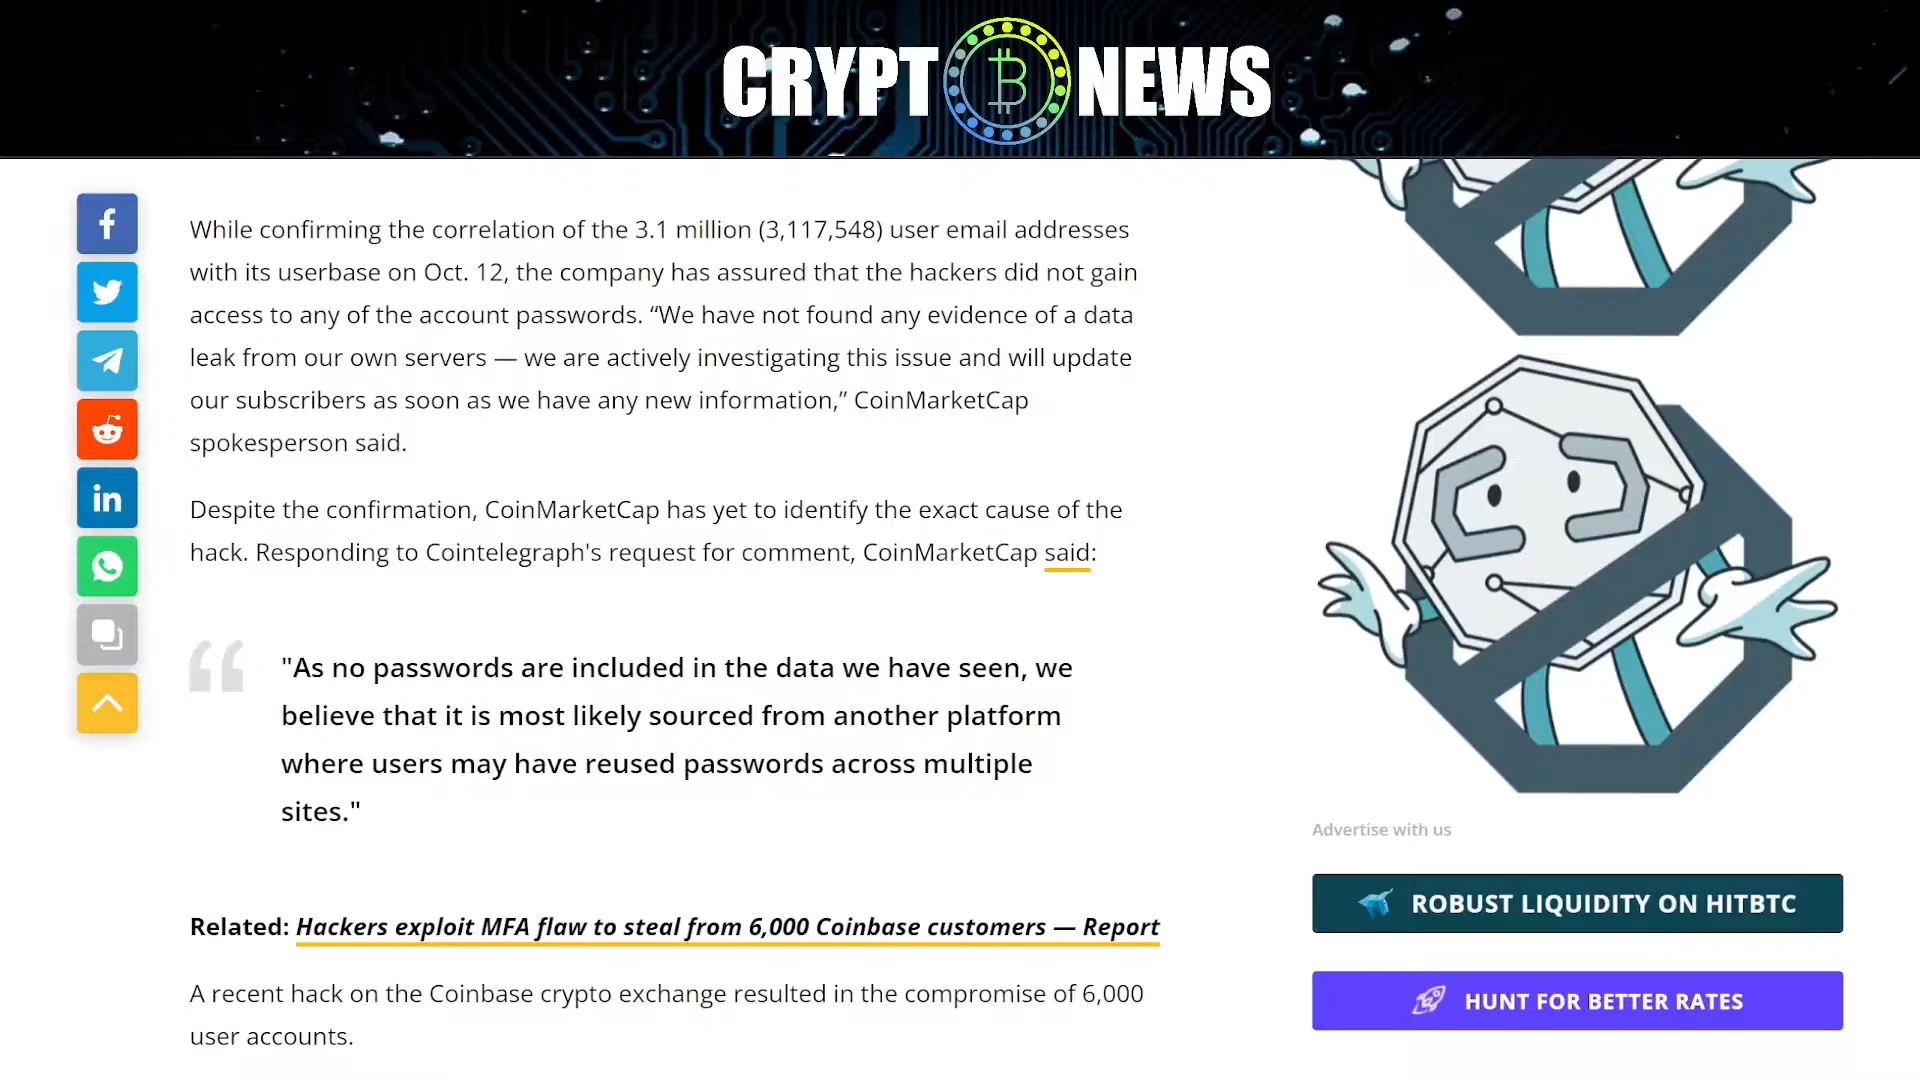 CRYPT NEWS
While confirming the correlation of the 3.1 million (3,117,548) user email addresses
with its userbase on Oct. 12, the company has assured that the hackers did not gain
access to any of the account passwords. “We have not found any evidence of a data
leak from our own servers — we are actively investigating this issue and will update
our subscribers as soon as we have any new information,” CoinMarketCap
spokesperson said.
Despite the confirmation, CoinMarketCap has yet to identify the exact cause of the
hack. Responding to Cointelegraph's request for comment, CoinMarketCap said:
"As no passwords are included in the data we have seen, we
believe that it is most likely sourced from another platform
where users may have reused passwords across multiple
sites."
Related: Hackers exploit MFA flaw to steal from 6,000 Coinbase customers — Report
A recent hack on the Coinbase crypto exchange resulted in the compromise of 6,000
user accounts.
Advertise with us
ROBUST LIQUIDITY ON HITBTC
HUNT FOR BETTER RATES